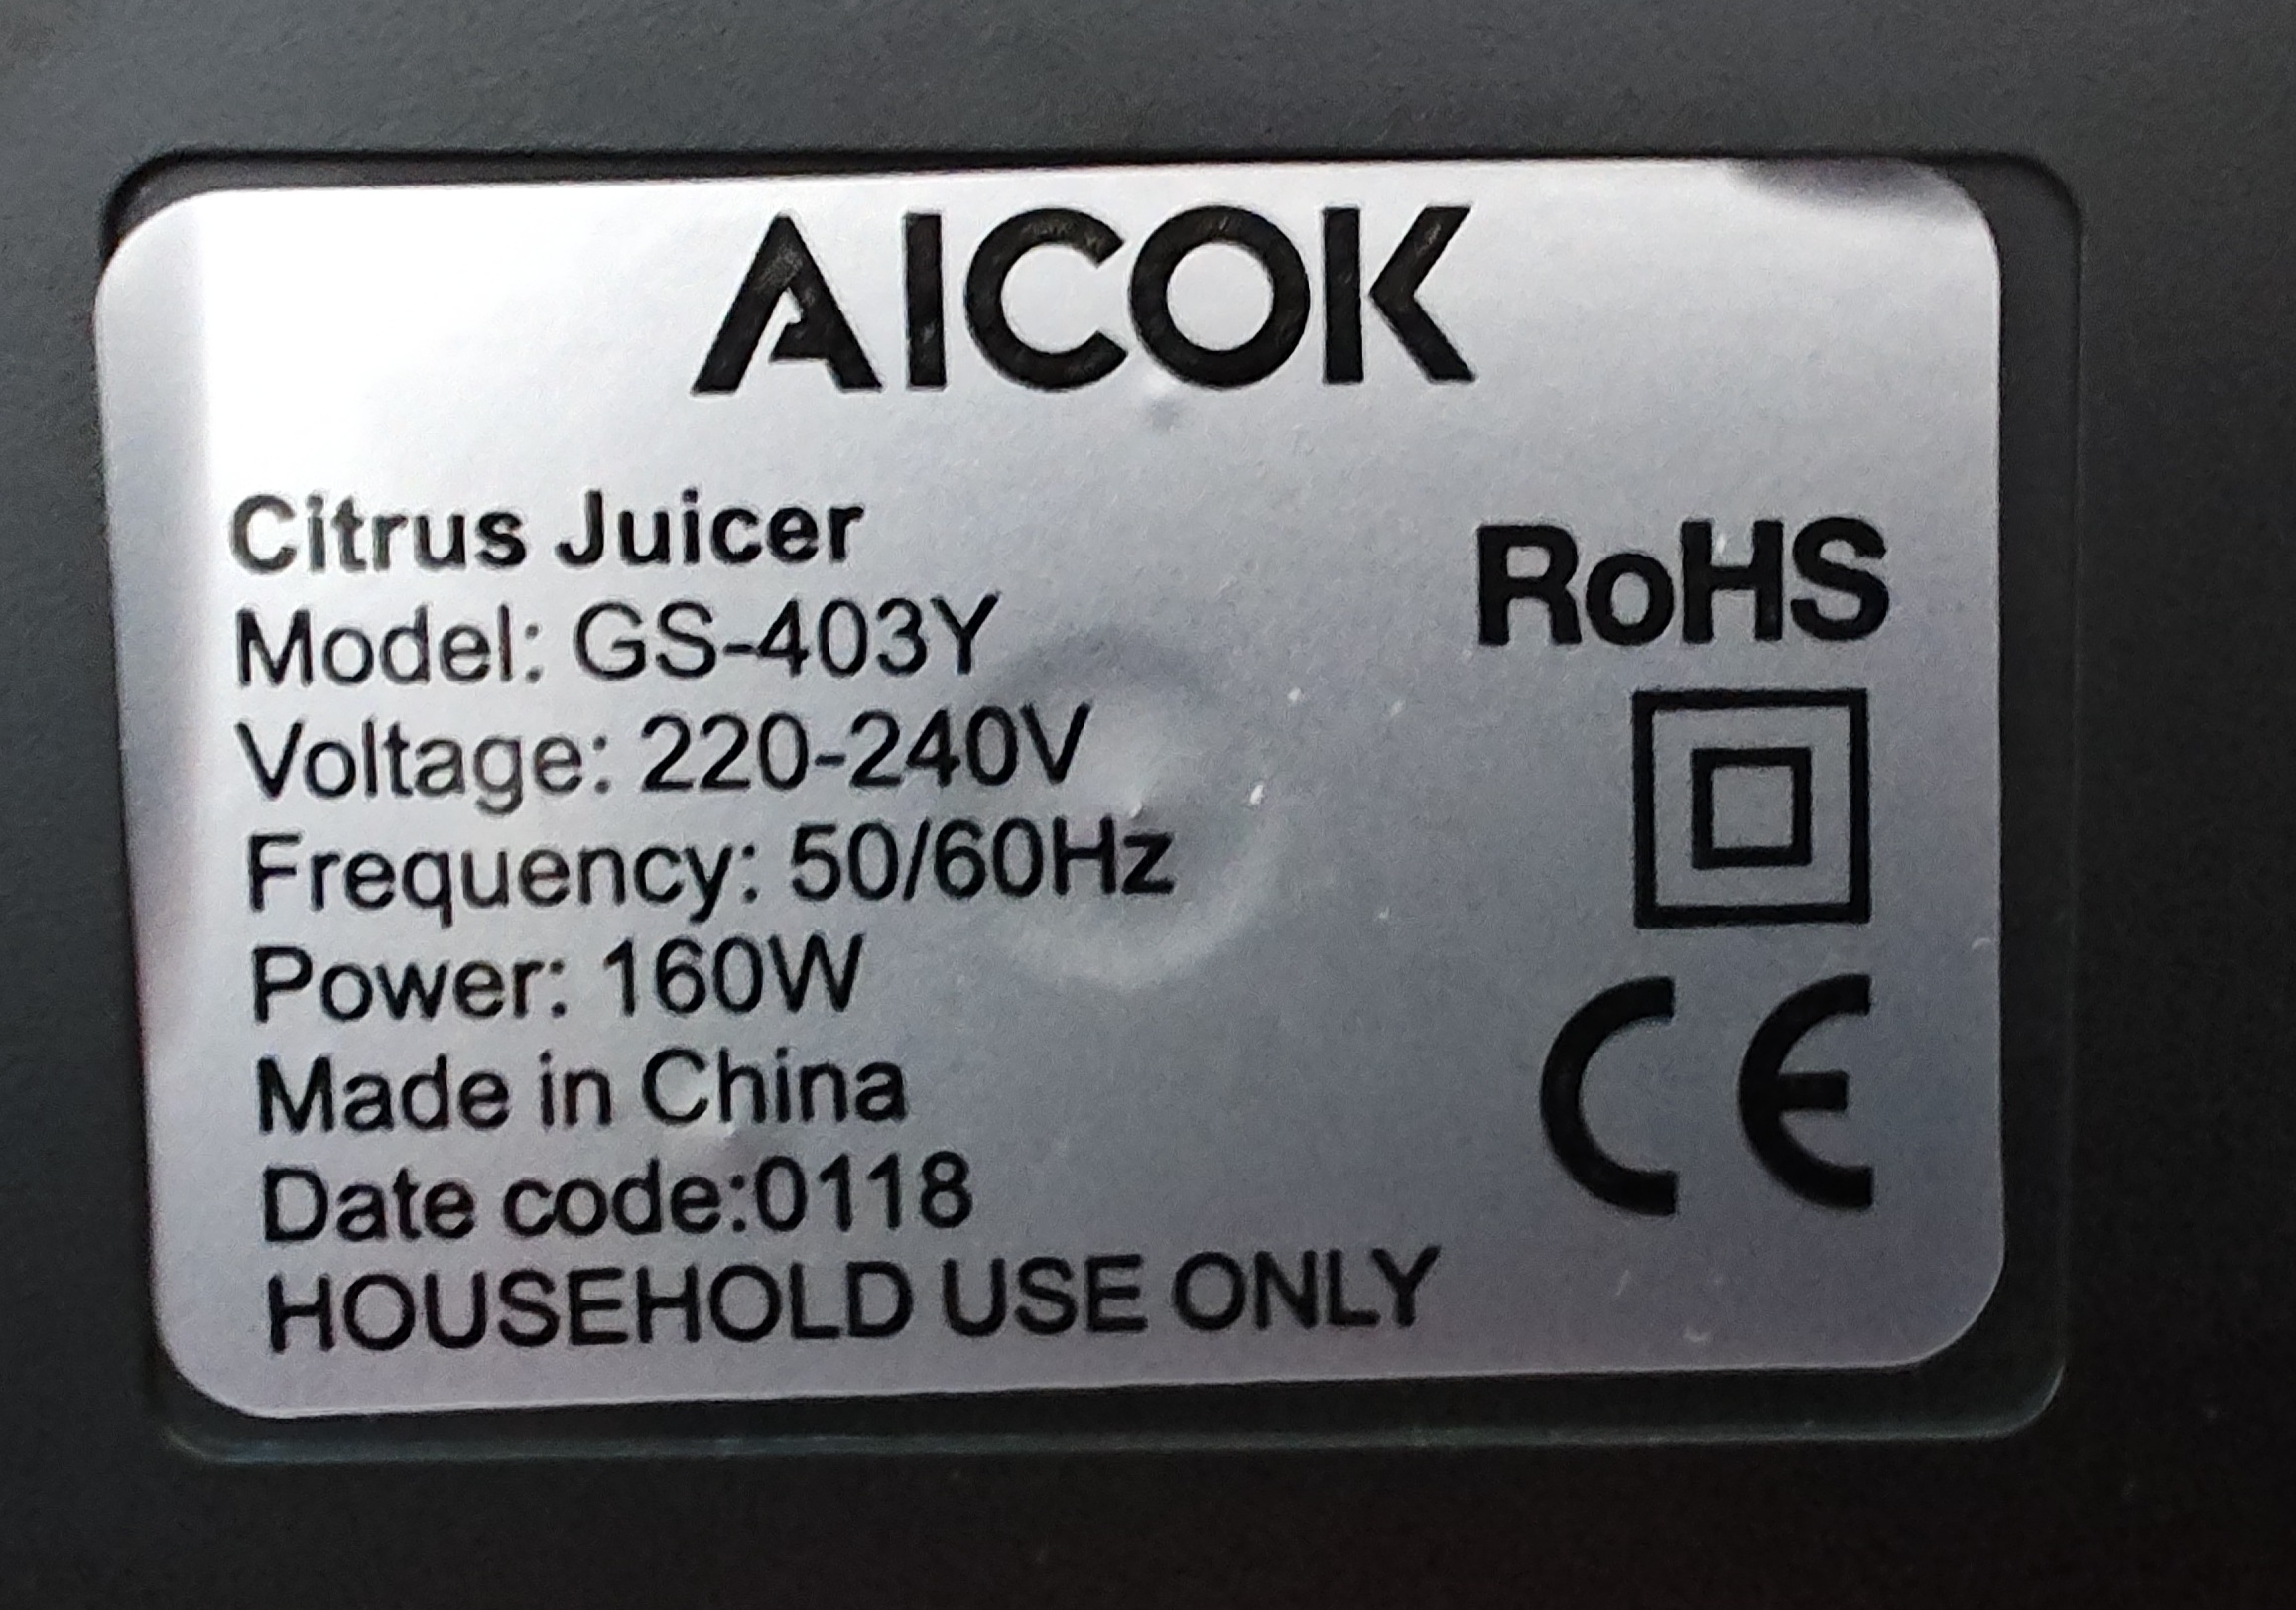 AICOK
Citrus Juicer
Model: GS-403Y
Voltage: 220-240V
Frequency: 50/60Hz
Power: 160W
Made in China
Date code:0118
HOUSEHOLD USE ONLY
RoHS
CE